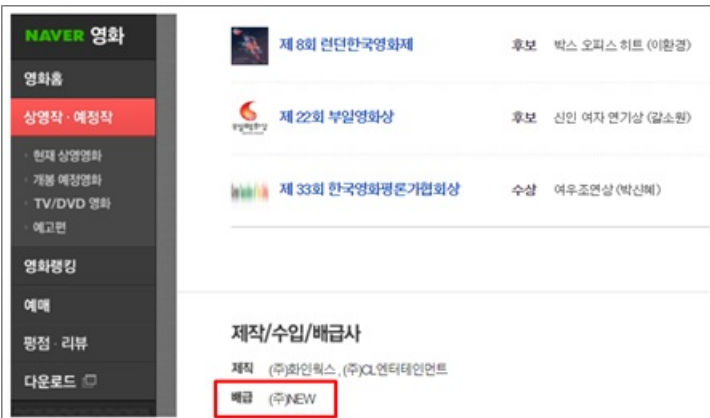 NAVER 영화
영화홈
상영작 · 예정작
현재 상영영화
개봉 예정영화
TV/DVD 영화
예고편
영화랭킹
예매
평점 · 리뷰
다운로드
제 8회 런던한국영화제 후보 박스 오피스 히트 (이환경)
제 22회 부일영화상 후보 신인 여자 연기상 (갈소원)
제 33회 한국영화평론가협회상 수상 여우조연상 (박신혜)
제작/수입/배급사
제작 (주)화인웍스 , (주)CL엔터테인먼트
배급 (주)NEW